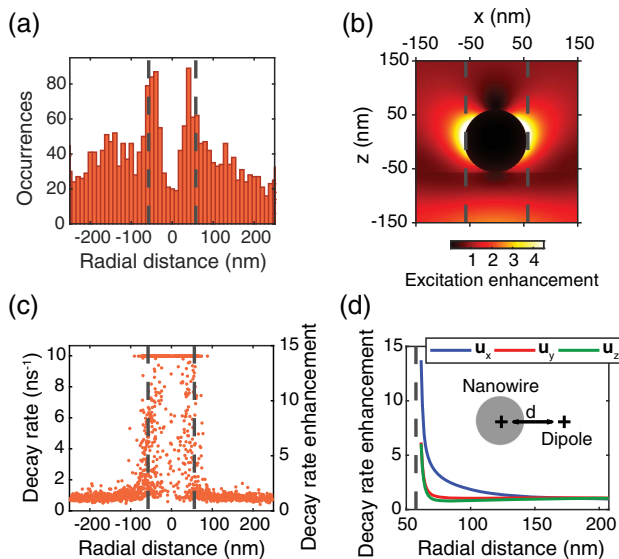 (a)
80
60
40
20
0
Occurrences
-200 -100 0 100 200
Radial distance (nm)
(b)
x (nm)
-150 -50 50 150
150
50
-50
-150
z (nm)
1 2 3 4
Excitation enhancement
(c)
10
8
6
4
2
0
Decay rate (ns⁻¹)
15
10
5
0
Decay rate enhancement
-200 -100 0 100 200
Radial distance (nm)
(d)
15
10
5
0
Decay rate enhancement
u_x u_y u_z
Nanowire
d
Dipole
50 100 150 200
Radial distance (nm)